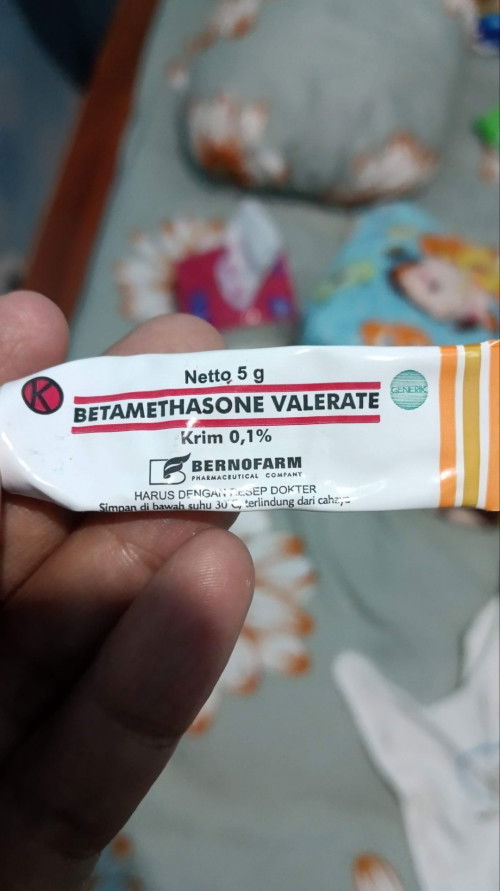 Netto 5 g
K
BETAMETHASONE VALERATE
GENERIK
Krim 0,1%
BERNOFARM
PHARMACEUTICAL COMPANY
HARUS DENGAN RESEP DOKTER
Simpan di bawah suhu 30°C, terlindung dari cahaya